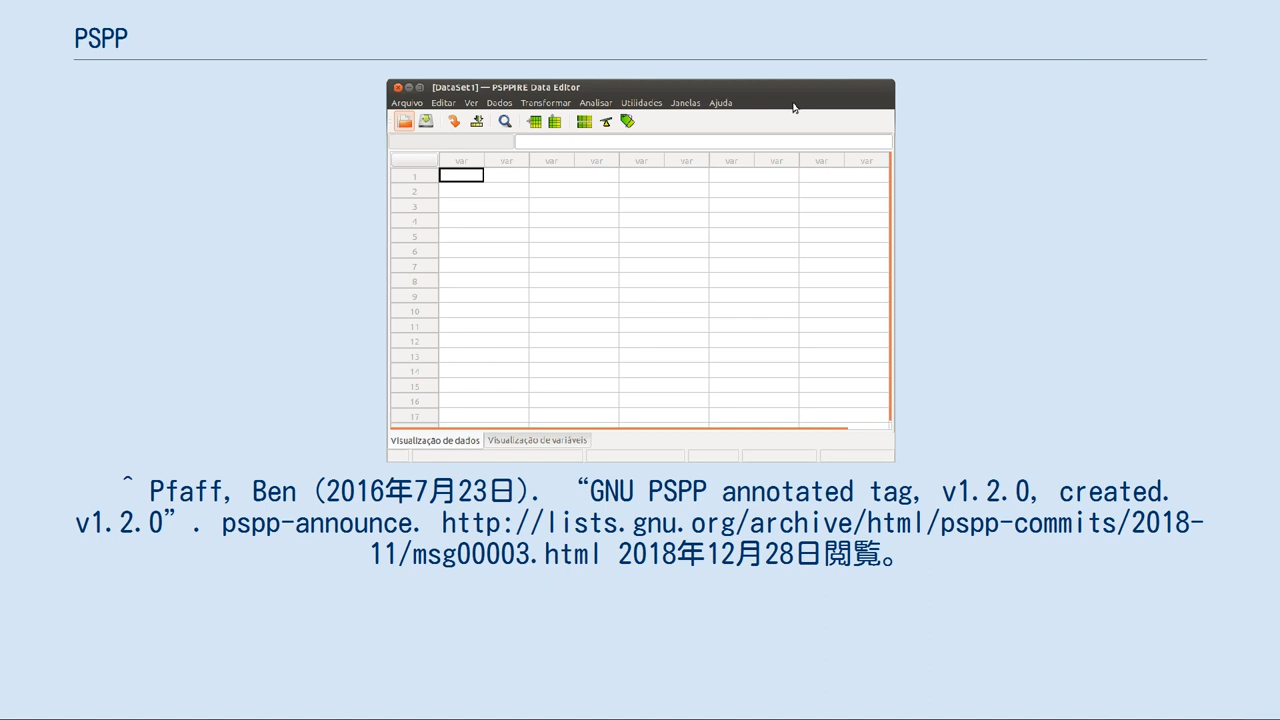 PSPP
[DataSet1] — PSPPIRE Data Editor
Arquivo Editar Ver Dados Transformar Analisar Utilidades Janelas Ajuda
var var var var var var var var var var
1
2
3
4
5
6
7
8
9
10
11
12
13
14
15
16
17
Visualização de dados Visualização de variáveis
^ Pfaff, Ben (2016年7月23日). “GNU PSPP annotated tag, v1.2.0, created.
v1.2.0”. pspp-announce. http://lists.gnu.org/archive/html/pspp-commits/2018-
11/msg00003.html 2018年12月28日閲覧。